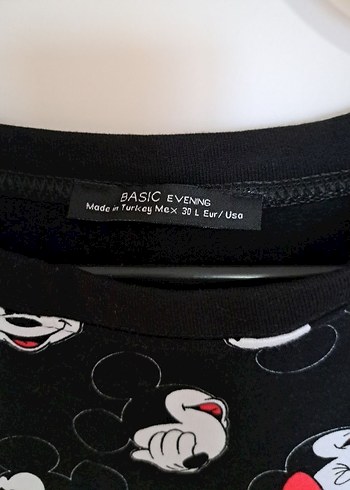 BASIC EVENING
Made in Turkey Mex 30 L Eur/Usa